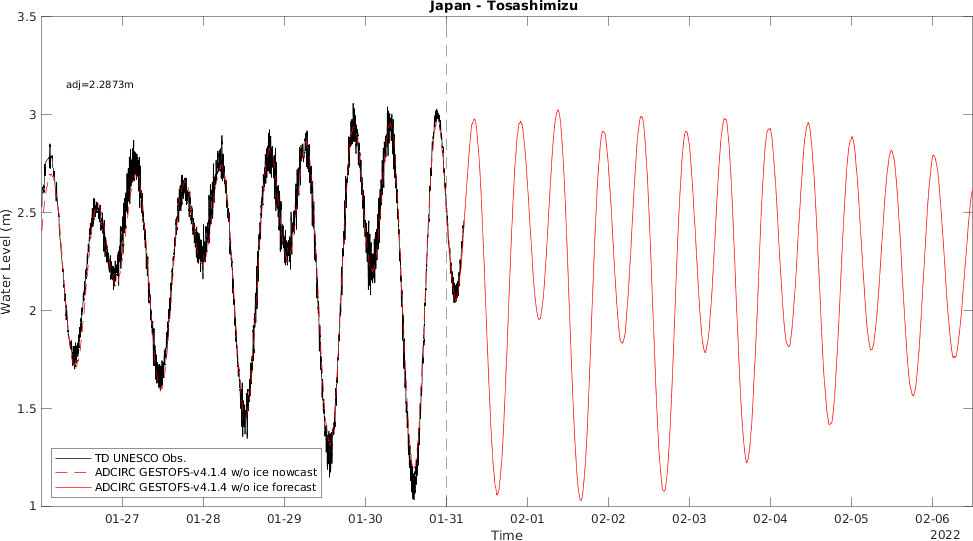 Japan - Tosashimizu
3.5
adj=2.2873m
3
2.5
Water Level (m)
2
1.5
TD UNESCO Obs.
ADCIRC GESTOFS-v4.1.4 w/o ice nowcast
ADCIRC GESTOFS-v4.1.4 w/o ice forecast
1
01-27 01-28 01-29 01-30 01-31 02-01 02-02 02-03 02-04 02-05 02-06
Time
2022